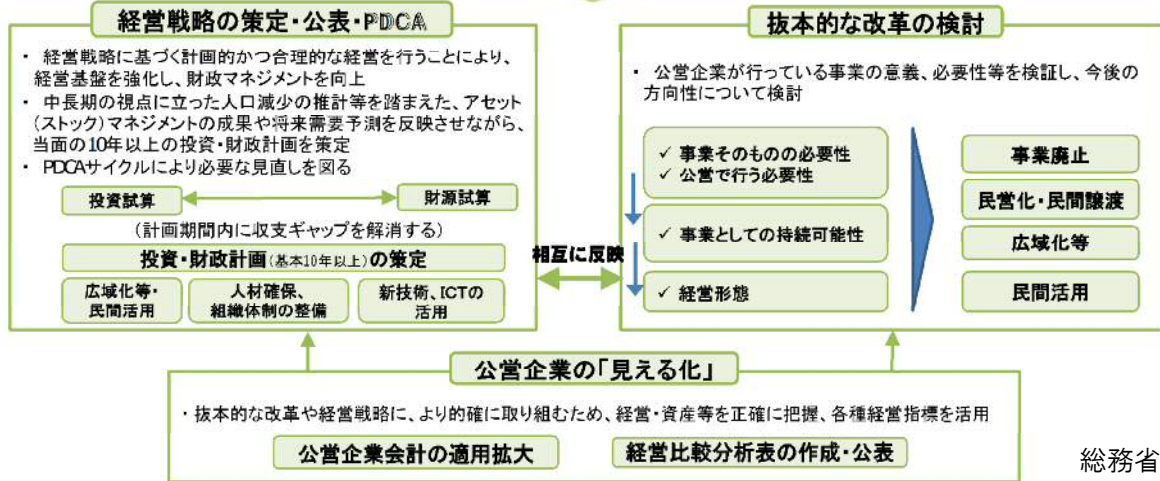 経営戦略の策定・公表・PDCA
・ 経営戦略に基づく計画的かつ合理的な経営を行うことにより、
経営基盤を強化し、財政マネジメントを向上
・ 中長期の視点に立った人口減少の推計等を踏まえた、アセット
(ストック)マネジメントの成果や将来需要予測を反映させながら、
当面の10年以上の投資・財政計画を策定
・ PDCAサイクルにより必要な見直しを図る
投資試算
財源試算
(計画期間内に収支ギャップを解消する)
投資・財政計画(基本10年以上)の策定
広域化等・
民間活用
人材確保、
組織体制の整備
新技術、ICTの
活用
相互に反映
抜本的な改革の検討
・ 公営企業が行っている事業の意義、必要性等を検証し、今後の
方向性について検討
✓ 事業そのものの必要性
✓ 公営で行う必要性
✓ 事業としての持続可能性
✓ 経営形態
事業廃止
民営化・民間譲渡
広域化等
民間活用
公営企業の「見える化」
・抜本的な改革や経営戦略に、より的確に取り組むため、経営・資産等を正確に把握、各種経営指標を活用
公営企業会計の適用拡大
経営比較分析表の作成・公表
総務省